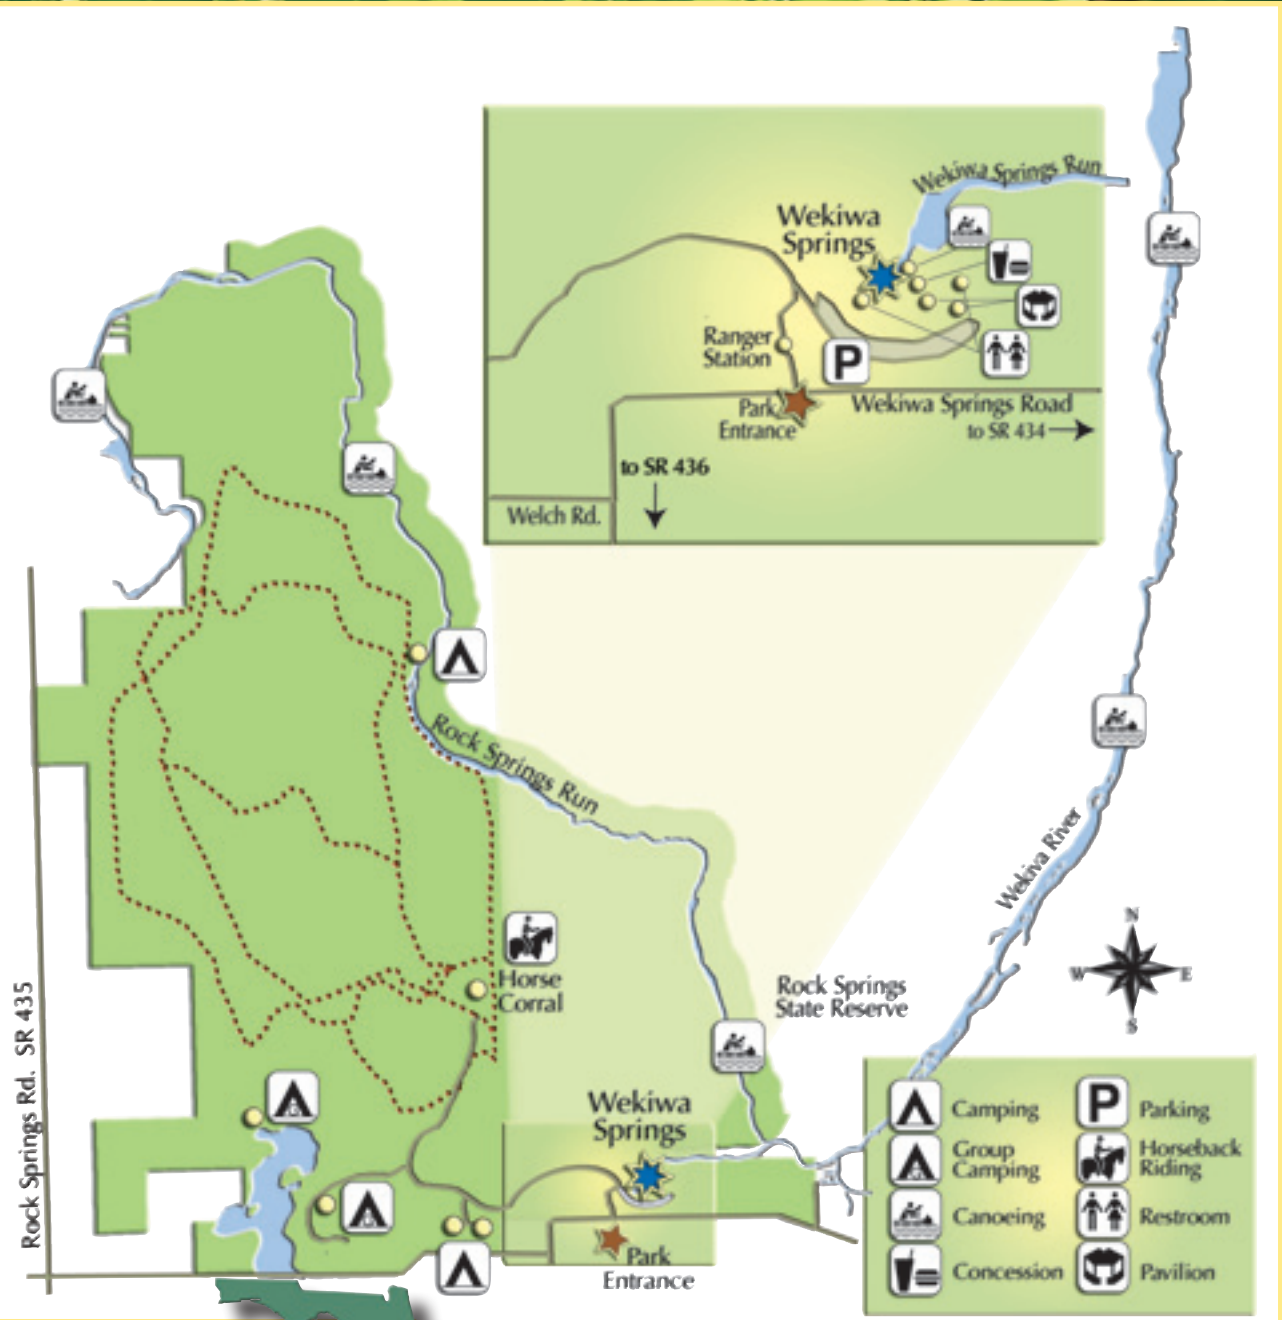 Wekiwa Springs Run
Wekiwa
Springs
Ranger
Station
P
Park
Entrance
Wekiwa Springs Road
to SR 434
to SR 436
Welch Rd.
Rock Springs Run
Wekiva River
N
W
E
S
Horse
Corral
Rock Springs
State Reserve
Rock Springs Rd. SR 435
Wekiwa
Springs
Park
Entrance
Camping
P
Parking
Group
Camping
Horseback
Riding
Canoeing
Restroom
Concession
Pavilion